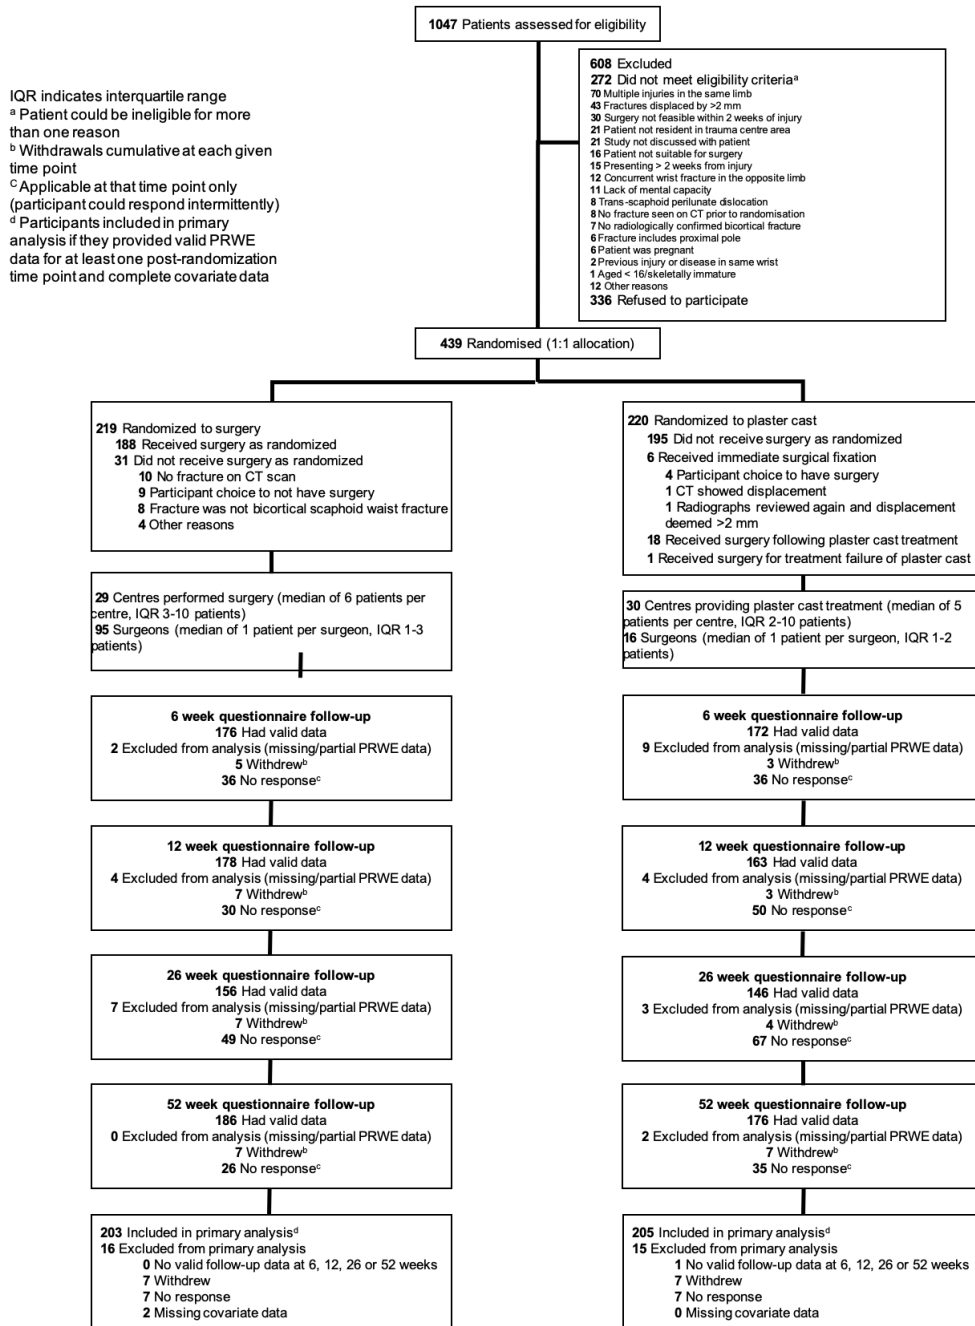 1047 Patients assessed for eligibility
IQR indicates interquartile range
a Patient could be ineligible for more
than one reason
b Withdrawals cumulative at each given
time point
C Applicable at that time point only
(participant could respond intermittently)
d Participants included in primary
analysis if they provided valid PRWE
data for at least one post-randomization
time point and complete covariate data
608 Excluded
272 Did not meet eligibility criteriaa
70 Multiple injuries in the same limb
43 Fractures displaced by >2 mm
30 Surgery not feasible within 2 weeks of injury
21 Patient not resident in trauma centre area
21 Study not discussed with patient
16 Patient not suitable for surgery
15 Presenting > 2 weeks from injury
12 Concurrent wrist fracture in the opposite limb
11 Lack of mental capacity
8 Trans-scaphoid perilunate dislocation
8 No fracture seen on CT prior to randomisation
7 No radiologically confirmed bicortical fracture
6 Fracture includes proximal pole
6 Patient was pregnant
2 Previous injury or disease in same wrist
1 Aged < 16/skeletally immature
12 Other reasons
336 Refused to participate
439 Randomised (1:1 allocation)
219 Randomized to surgery
188 Received surgery as randomized
31 Did not receive surgery as randomized
10 No fracture on CT scan
9 Participant choice to not have surgery
8 Fracture was not bicortical scaphoid waist fracture
4 Other reasons
220 Randomized to plaster cast
195 Did not receive surgery as randomized
6 Received immediate surgical fixation
4 Participant choice to have surgery
1 CT showed displacement
1 Radiographs reviewed again and displacement
deemed >2 mm
18 Received surgery following plaster cast treatment
1 Received surgery for treatment failure of plaster cast
29 Centres performed surgery (median of 6 patients per
centre, IQR 3-10 patients)
95 Surgeons (median of 1 patient per surgeon, IQR 1-3
patients)
30 Centres providing plaster cast treatment (median of 5
patients per centre, IQR 2-10 patients)
16 Surgeons (median of 1 patient per surgeon, IQR 1-2
patients)
6 week questionnaire follow-up
176 Had valid data
2 Excluded from analysis (missing/partial PRWE data)
5 Withdrewb
36 No responsec
6 week questionnaire follow-up
172 Had valid data
9 Excluded from analysis (missing/partial PRWE data)
3 Withdrewb
36 No responsec
12 week questionnaire follow-up
178 Had valid data
4 Excluded from analysis (missing/partial PRWE data)
7 Withdrewb
30 No responsec
12 week questionnaire follow-up
163 Had valid data
4 Excluded from analysis (missing/partial PRWE data)
3 Withdrewb
50 No responsec
26 week questionnaire follow-up
156 Had valid data
7 Excluded from analysis (missing/partial PRWE data)
7 Withdrewb
49 No responsec
26 week questionnaire follow-up
146 Had valid data
3 Excluded from analysis (missing/partial PRWE data)
4 Withdrewb
67 No responsec
52 week questionnaire follow-up
186 Had valid data
0 Excluded from analysis (missing/partial PRWE data)
7 Withdrewb
26 No responsec
52 week questionnaire follow-up
176 Had valid data
2 Excluded from analysis (missing/partial PRWE data)
7 Withdrewb
35 No responsec
203 Included in primary analysisd
16 Excluded from primary analysis
0 No valid follow-up data at 6, 12, 26 or 52 weeks
7 Withdrew
7 No response
2 Missing covariate data
205 Included in primary analysisd
15 Excluded from primary analysis
1 No valid follow-up data at 6, 12, 26 or 52 weeks
7 Withdrew
7 No response
0 Missing covariate data